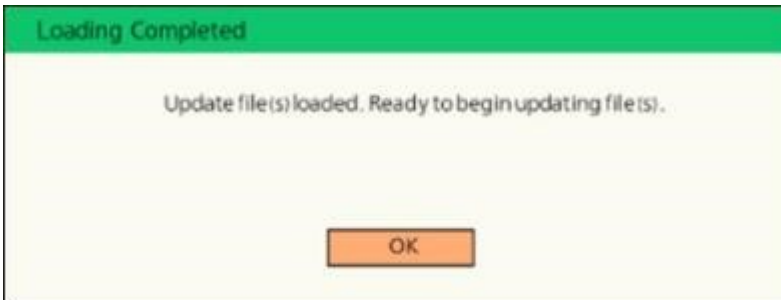 Loading Completed
Update file(s) loaded. Ready to begin updating file(s).
OK